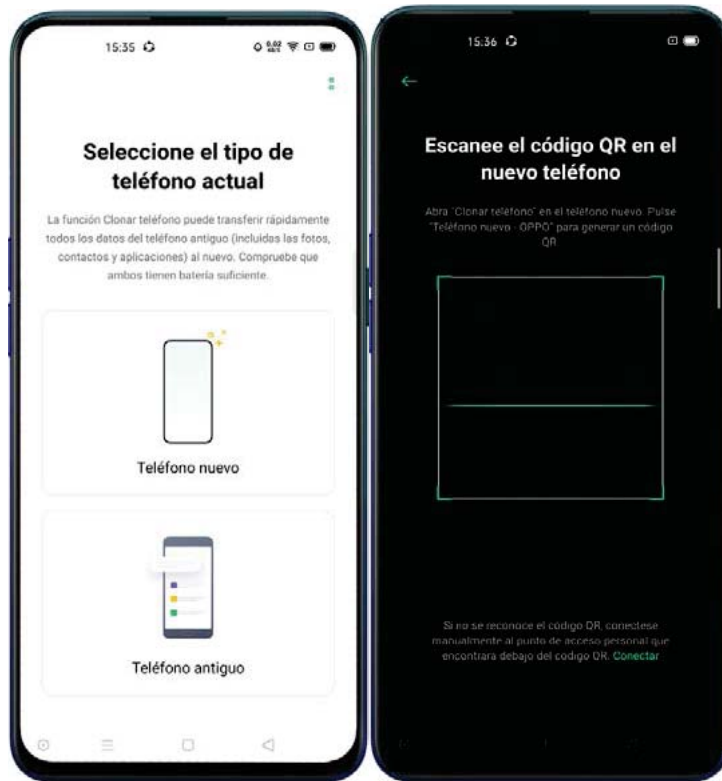 15:35
0,02
Seleccione el tipo de
teléfono actual
La función Clonar teléfono puede transferir rápidamente
todos los datos del teléfono antiguo (incluidas las fotos,
contactos y aplicaciones) al nuevo. Compruebe que
ambos tienen batería suficiente.
Teléfono nuevo
Teléfono antiguo
15:36
Escanee el código QR en el
nuevo teléfono
Abra "Clonar teléfono" en el teléfono nuevo. Pulse
"Teléfono nuevo - OPPO" para generar un código
QR
Si no se reconoce el código QR, conéctese
manualmente al punto de acceso personal que
encontrará debajo del código QR. Conectar